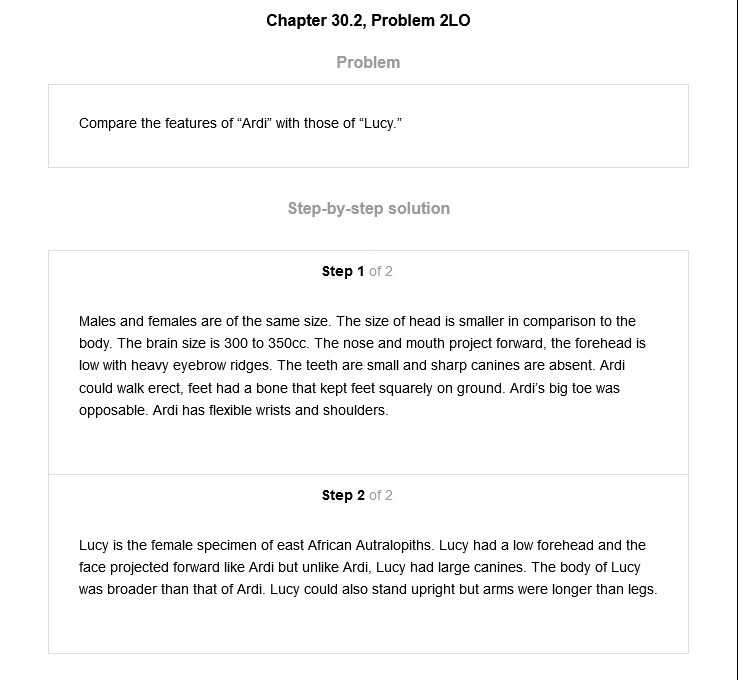 Chapter 30.2, Problem 2LO
Problem
Compare the features of “Ardi” with those of “Lucy.”
Step-by-step solution
Step 1 of 2
Males and females are of the same size. The size of head is smaller in comparison to the
body. The brain size is 300 to 350cc. The nose and mouth project forward, the forehead is
low with heavy eyebrow ridges. The teeth are small and sharp canines are absent. Ardi
could walk erect, feet had a bone that kept feet squarely on ground. Ardi’s big toe was
opposable. Ardi has flexible wrists and shoulders.
Step 2 of 2
Lucy is the female specimen of east African Autralopiths. Lucy had a low forehead and the
face projected forward like Ardi but unlike Ardi, Lucy had large canines. The body of Lucy
was broader than that of Ardi. Lucy could also stand upright but arms were longer than legs.